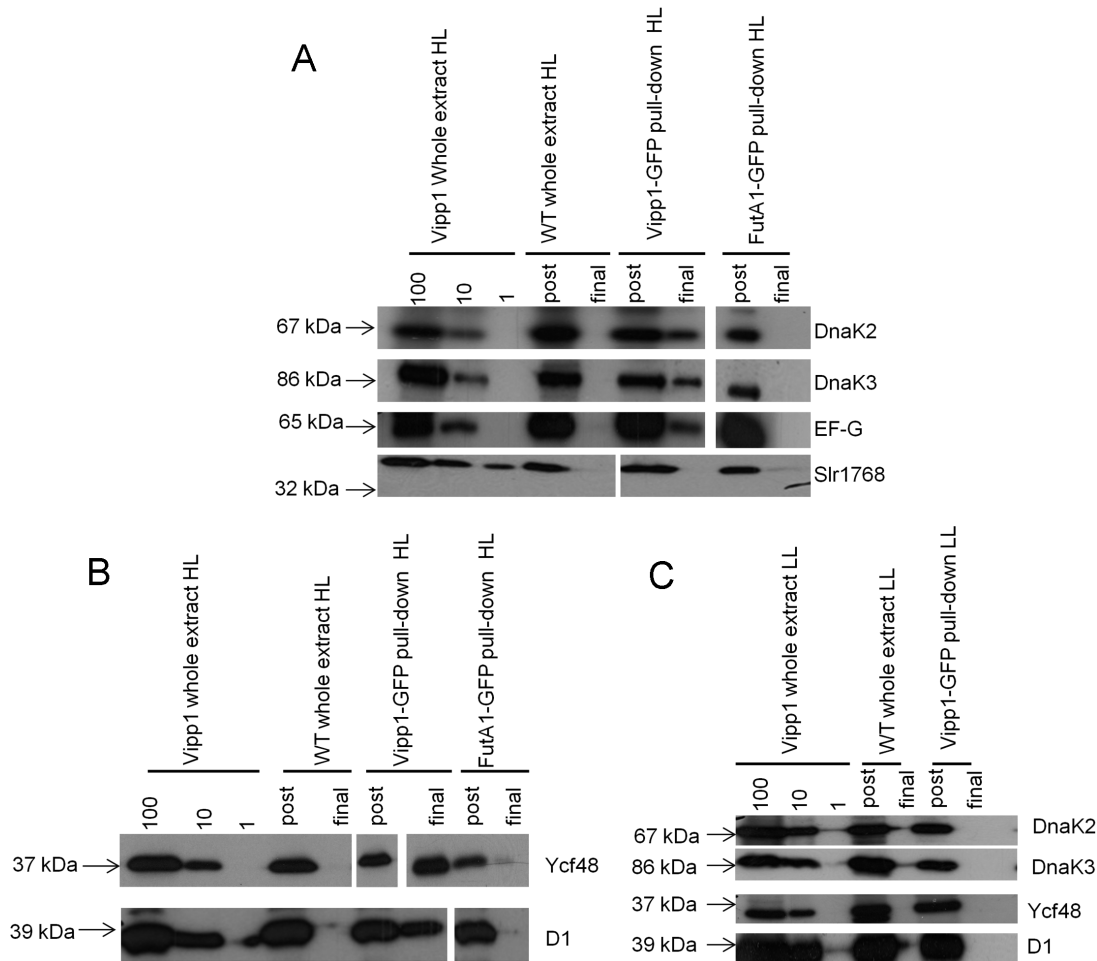 A
Vipp1 Whole extract HL
WT whole extract HL
Vipp1-GFP pull-down HL
FutA1-GFP pull-down HL
100
10
1
post
final
post
final
post
final
67 kDa
DnaK2
86 kDa
DnaK3
65 kDa
EF-G
Slr1768
32 kDa
B
Vipp1 whole extract HL
WT whole extract HL
Vipp1-GFP pull-down HL
FutA1-GFP pull-down HL
100
10
1
post
final
post
final
post
final
37 kDa
Ycf48
39 kDa
D1
C
Vipp1 whole extract LL
WT whole extract LL
Vipp1-GFP pull-down LL
100
10
1
post
final
post
final
67 kDa
DnaK2
86 kDa
DnaK3
37 kDa
Ycf48
39 kDa
D1